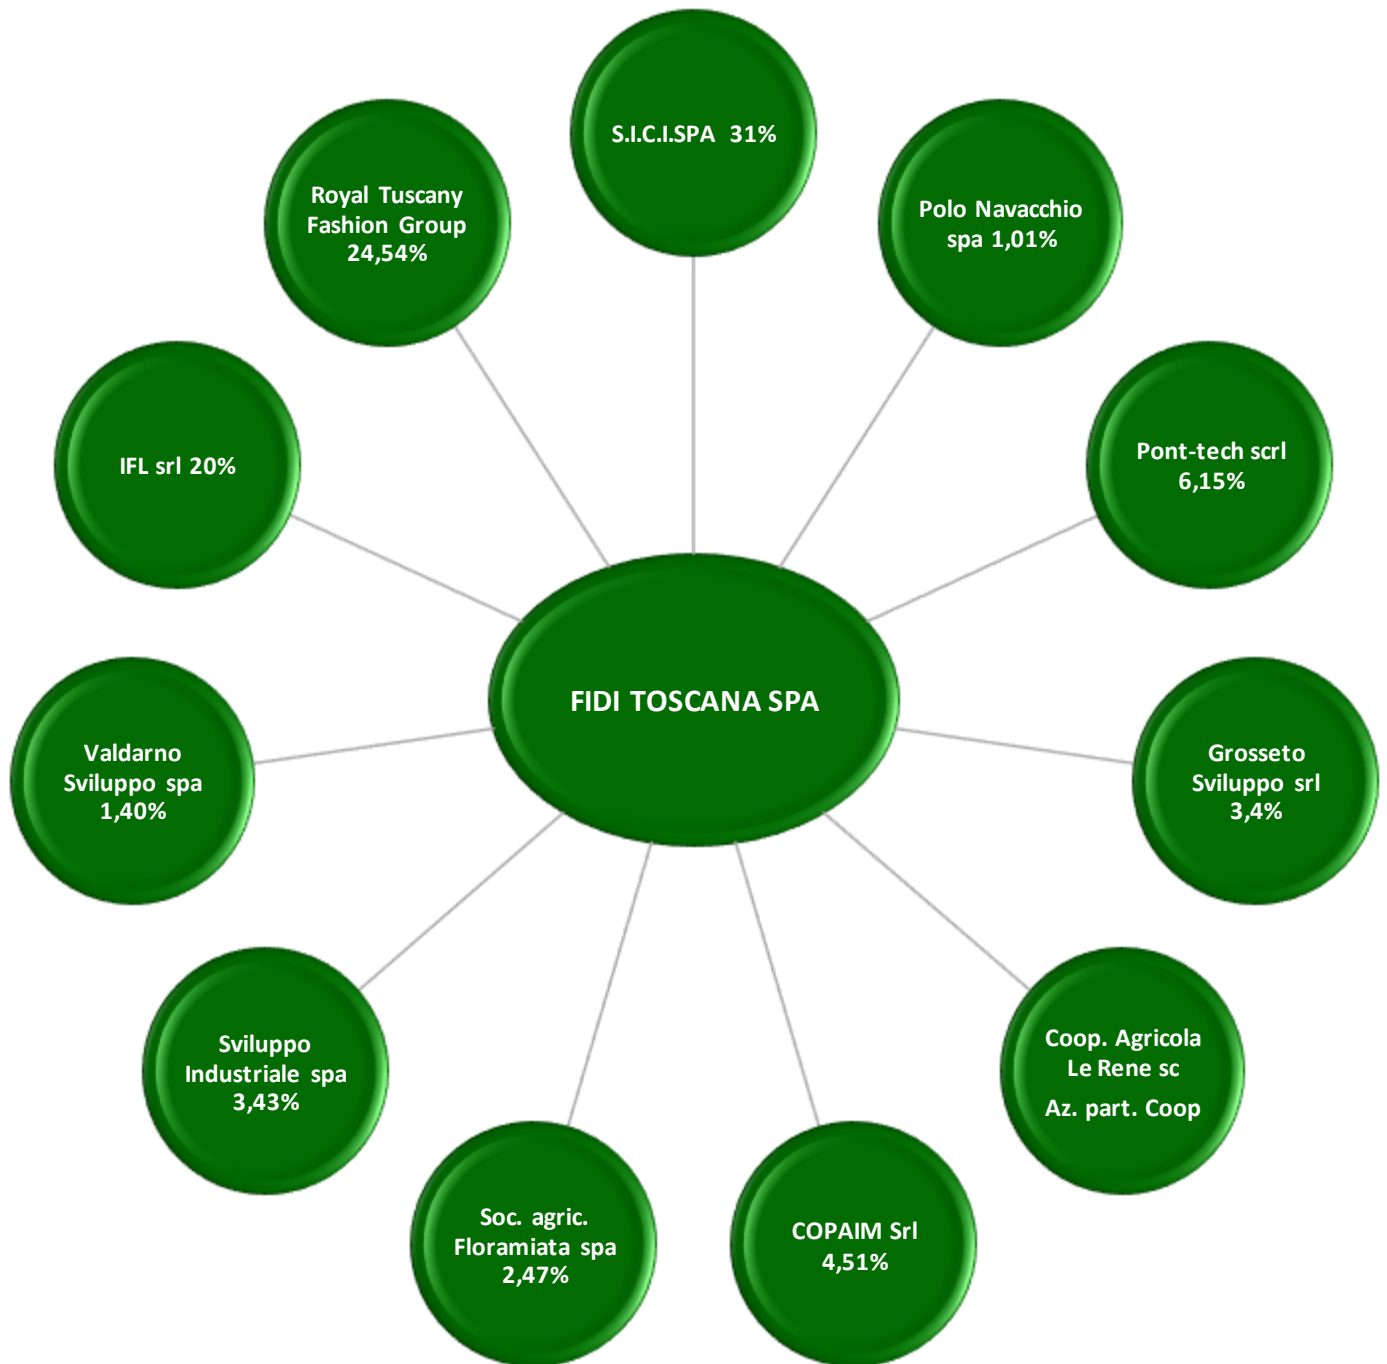 S.I.C.I.SPA 31%
Royal Tuscany
Fashion Group
24,54%
Polo Navacchio
spa 1,01%
IFL srl 20%
Pont-tech scrl
6,15%
FIDI TOSCANA SPA
Valdarno
Sviluppo spa
1,40%
Grosseto
Sviluppo srl
3,4%
Sviluppo
Industriale spa
3,43%
Coop. Agricola
Le Rene sc
Az. part. Coop
Soc. agric.
Floramiata spa
2,47%
COPAIM Srl
4,51%